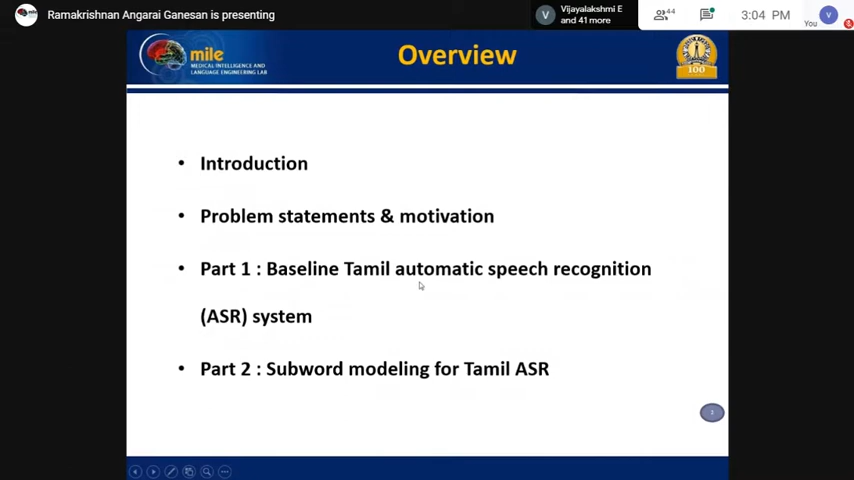 Ramakrishnan Angarai Ganesan is presenting
V
Vijayalakshmi E
and 41 more
44
3:04 PM
You
V
mile
MEDICAL INTELLIGENCE AND
LANGUAGE ENGINEERING LAB
Overview
100
• Introduction
• Problem statements & motivation
• Part 1 : Baseline Tamil automatic speech recognition
(ASR) system
• Part 2 : Subword modeling for Tamil ASR